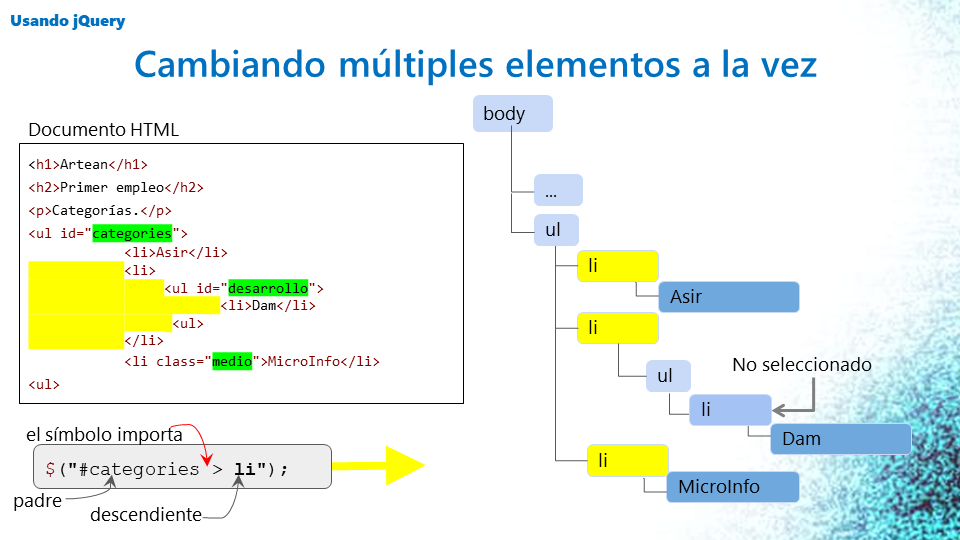 Usando jQuery
Cambiando múltiples elementos a la vez
Documento HTML
<h1>Artean</h1>
<h2>Primer empleo</h2>
<p>Categorías.</p>
<ul id="categories">
<li>Asir</li>
<li>
<ul id="desarrollo">
<li>Dam</li>
<ul>
</li>
<li class="medio">MicroInfo</li>
<ul>
el símbolo importa
$("#categories > li");
padre
descendiente
body
...
ul
li
Asir
li
No seleccionado
ul
li
Dam
li
MicroInfo